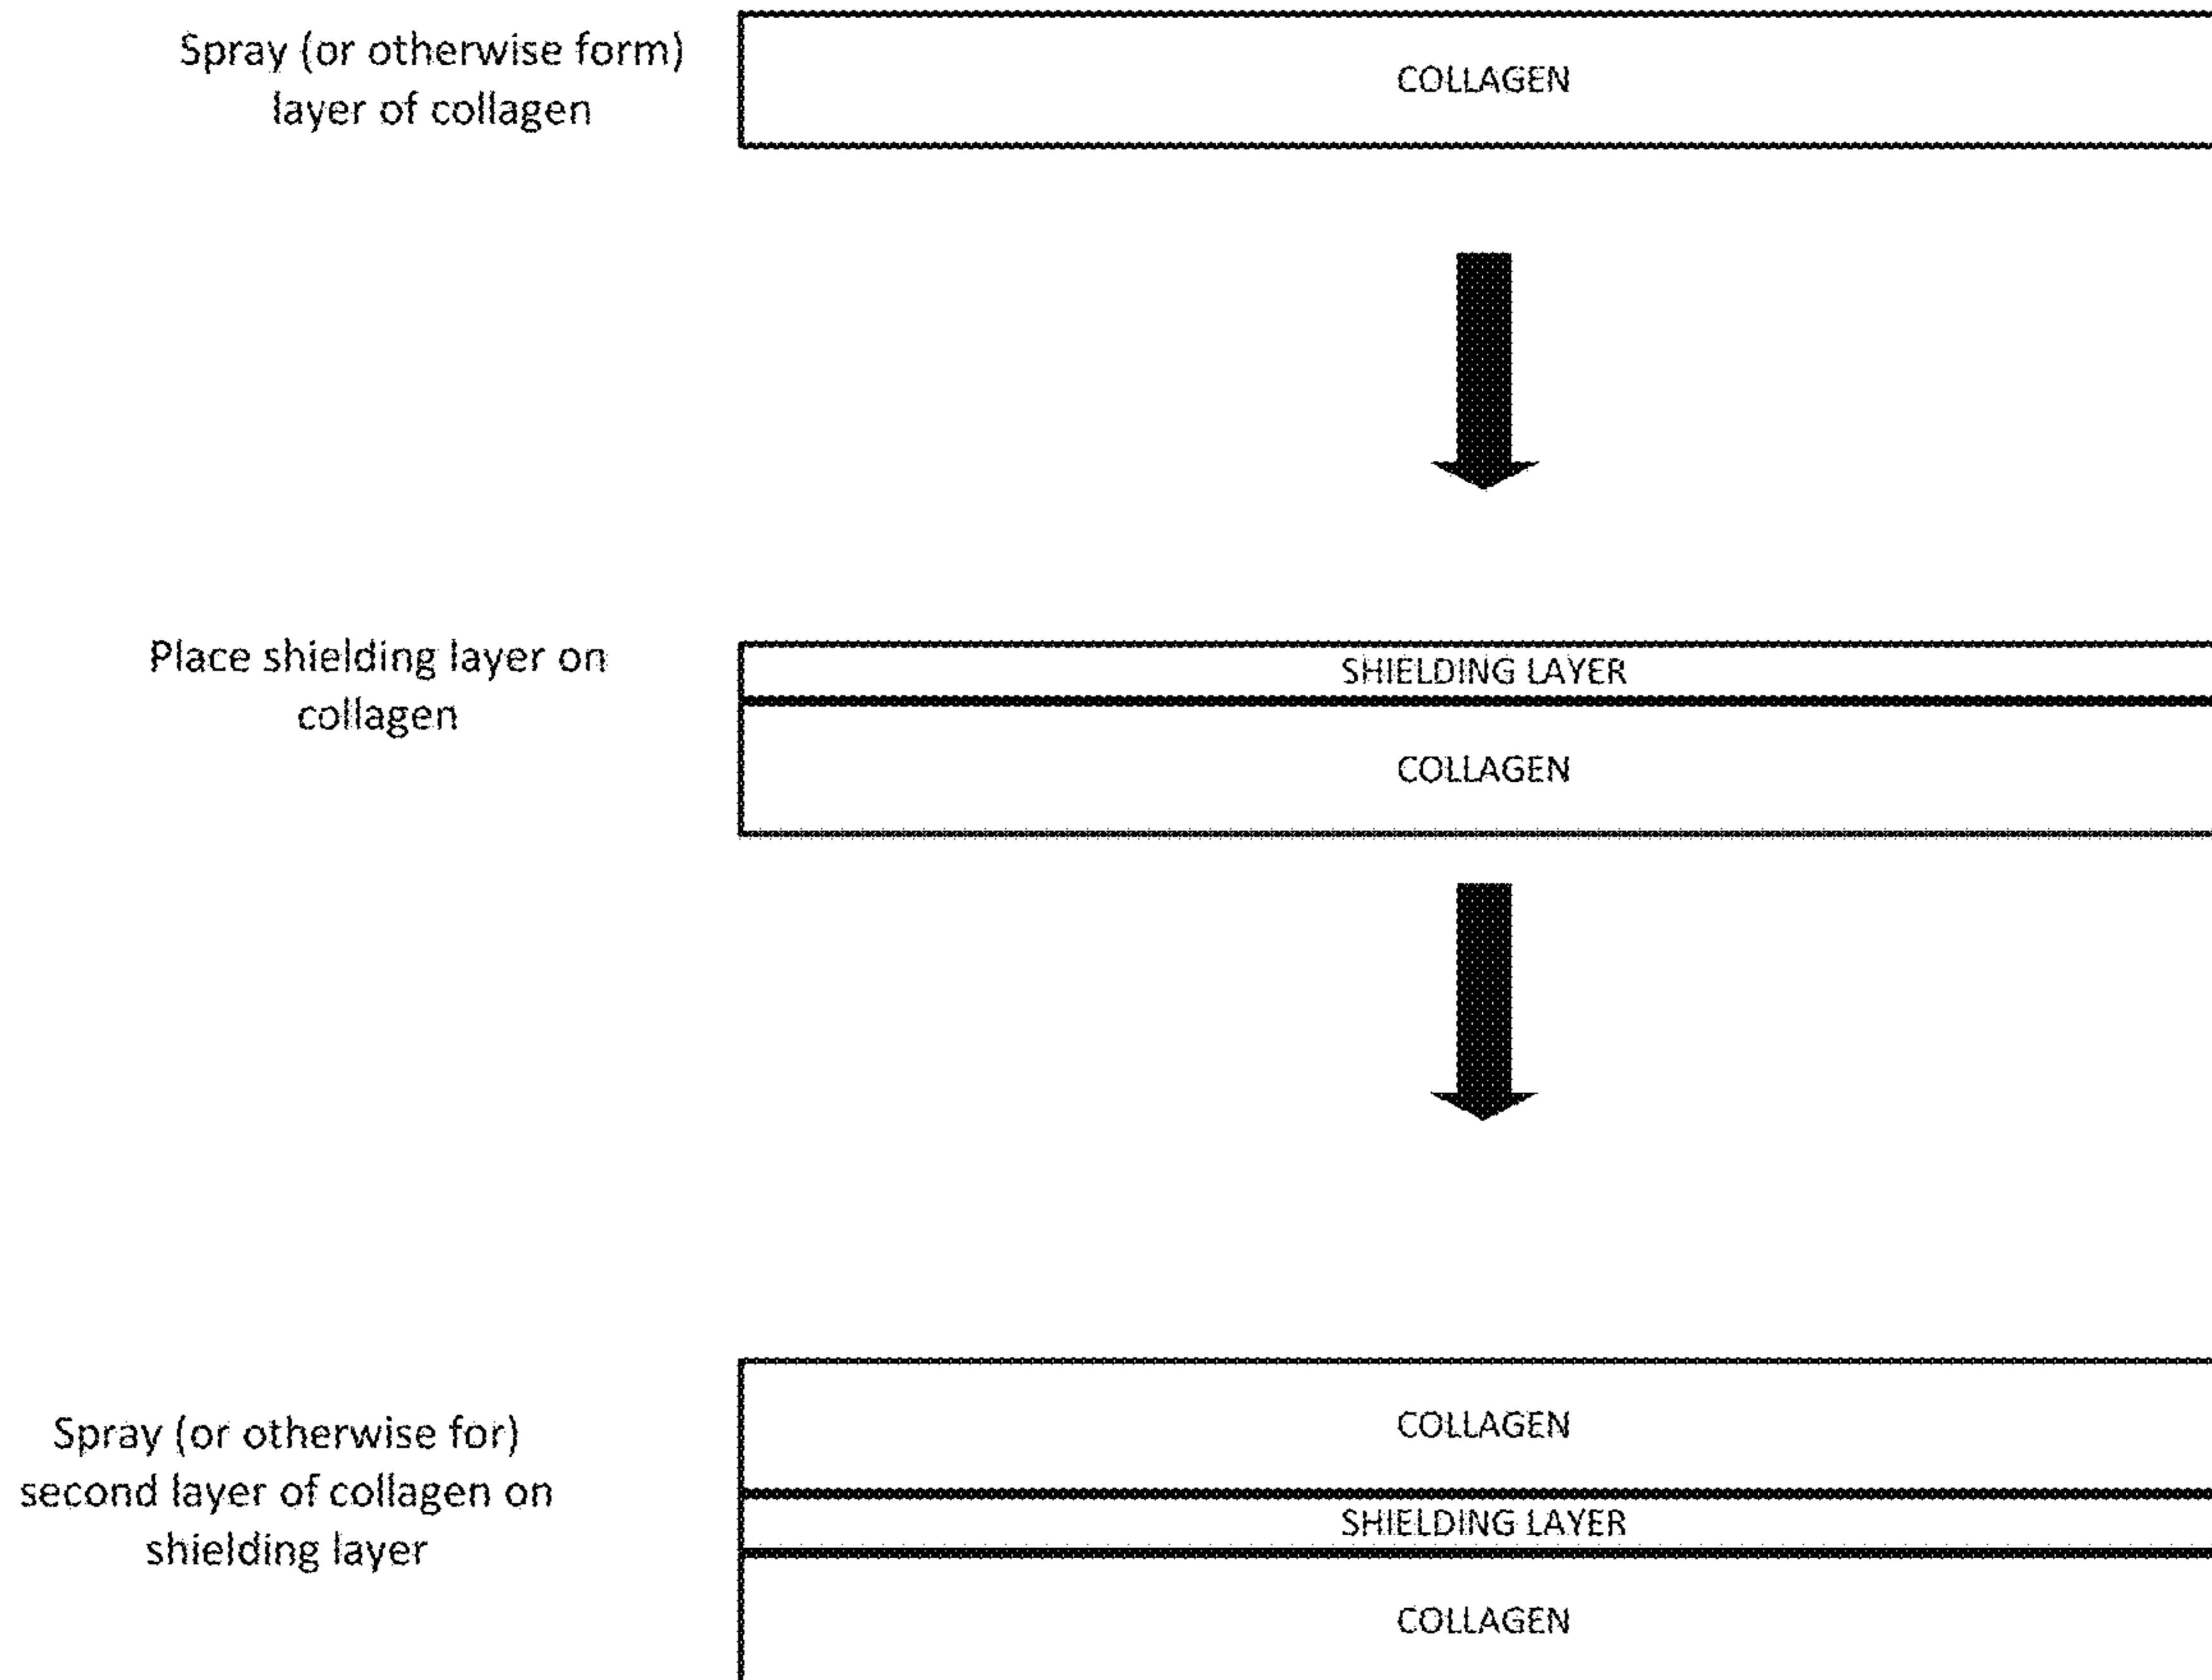 Spray (or otherwise form)
layer of collagen
COLLAGEN
Place shielding layer on
collagen
SHIELDING LAYER
COLLAGEN
Spray (or otherwise for)
second layer of collagen on
shielding layer
COLLAGEN
SHIELDING LAYER
COLLAGEN